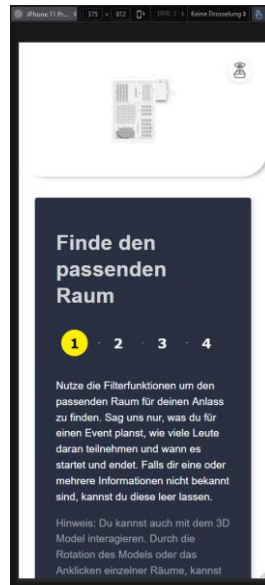 iPhone 11 Pr...
375 × 812
DPR: 3
Keine Drosselung
Finde den
passenden
Raum
1 · 2 · 3 · 4
Nutze die Filterfunktionen um den
passenden Raum für deinen Anlass
zu finden. Sag uns nur, was du für
einen Event planst, wie viele Leute
daran teilnehmen und wann es
startet und endet. Falls dir eine oder
mehrere Informationen nicht bekannt
sind, kannst du diese leer lassen.
Hinweis: Du kannst auch mit dem 3D
Model interagieren. Durch die
Rotation des Models oder das
Anklicken einzelner Räume, kannst